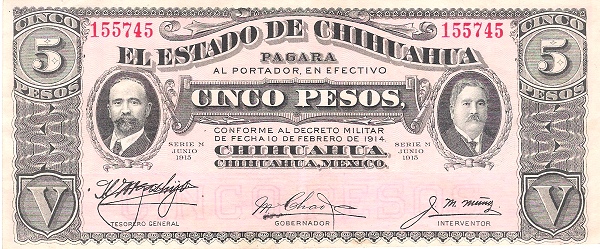 CINCO CINCO
5 5
155745 155745
EL ESTADO DE CHIHUAHUA
PAGARA
AL PORTADOR, EN EFECTIVO
CINCO PESOS,
CONFORME AL DECRETO MILITAR
DE FECHA 10 DE FEBRERO DE 1914.
SERIE M SERIE M
JUNIO JUNIO
1915 1915
CHIHUAHUA,
CHIHUAHUA, MEXICO.
V V
TESORERO GENERAL GOBERNADOR INTERVENTOR